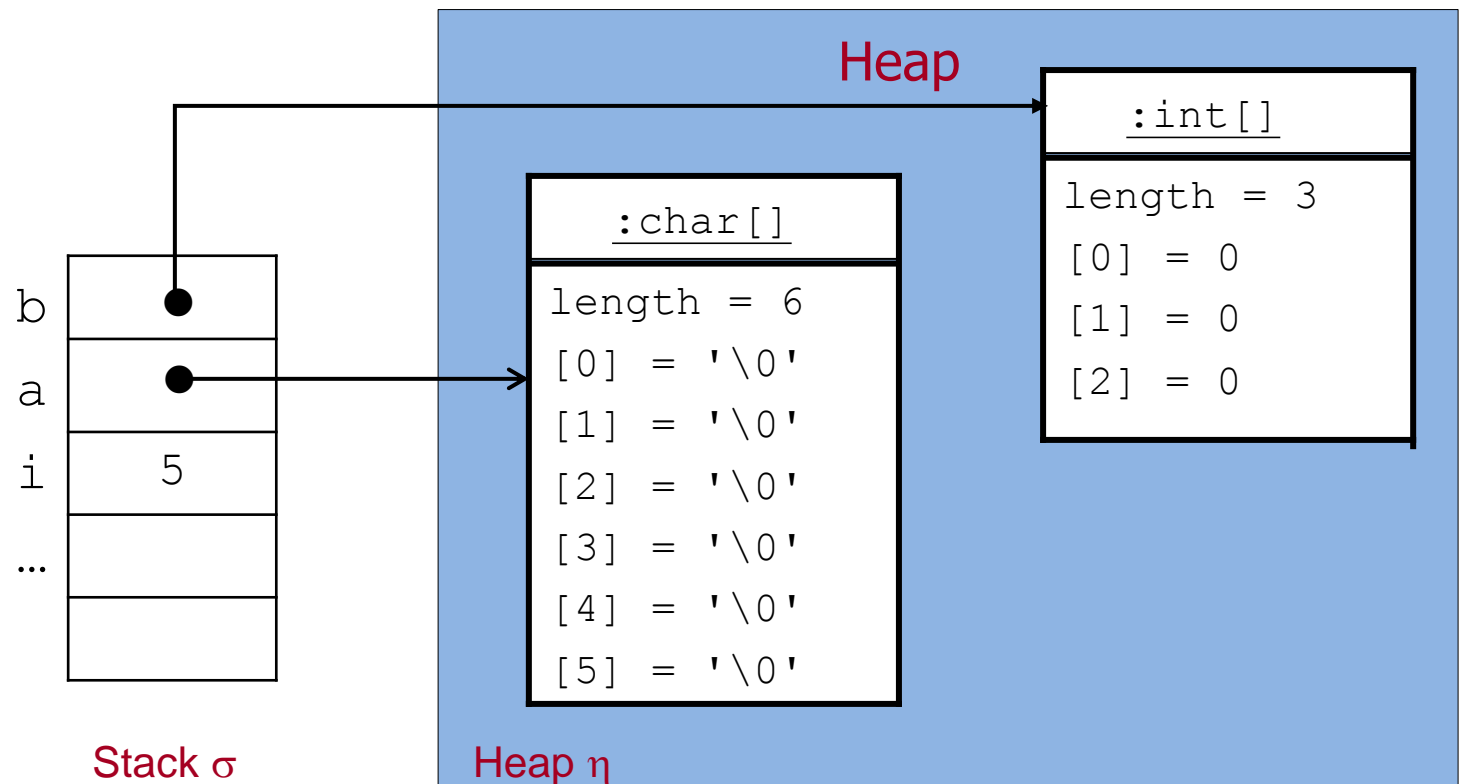 Heap
:int[]
length = 3
[0] = 0
[1] = 0
[2] = 0
:char[]
length = 6
[0] = '\0'
[1] = '\0'
[2] = '\0'
[3] = '\0'
[4] = '\0'
[5] = '\0'
b
a
i 5
…
Stack σ
Heap η